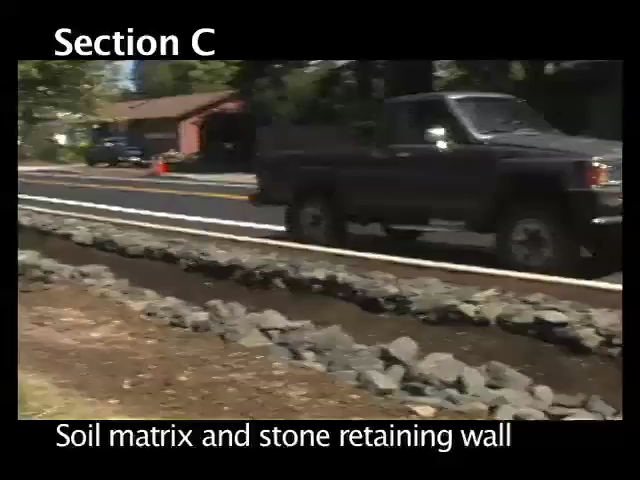 Section C
Soil matrix and stone retaining wall